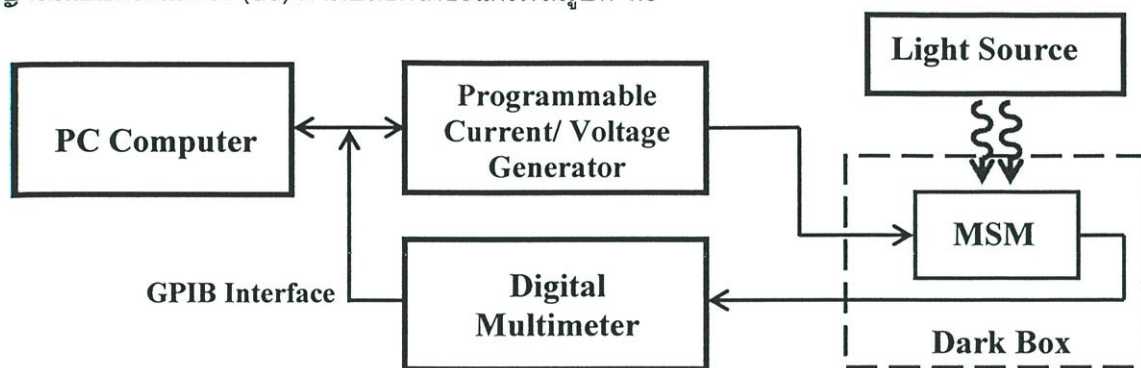 Light Source
PC Computer
Programmable
Current/ Voltage
Generator
MSM
GPIB Interface
Digital
Multimeter
Dark Box